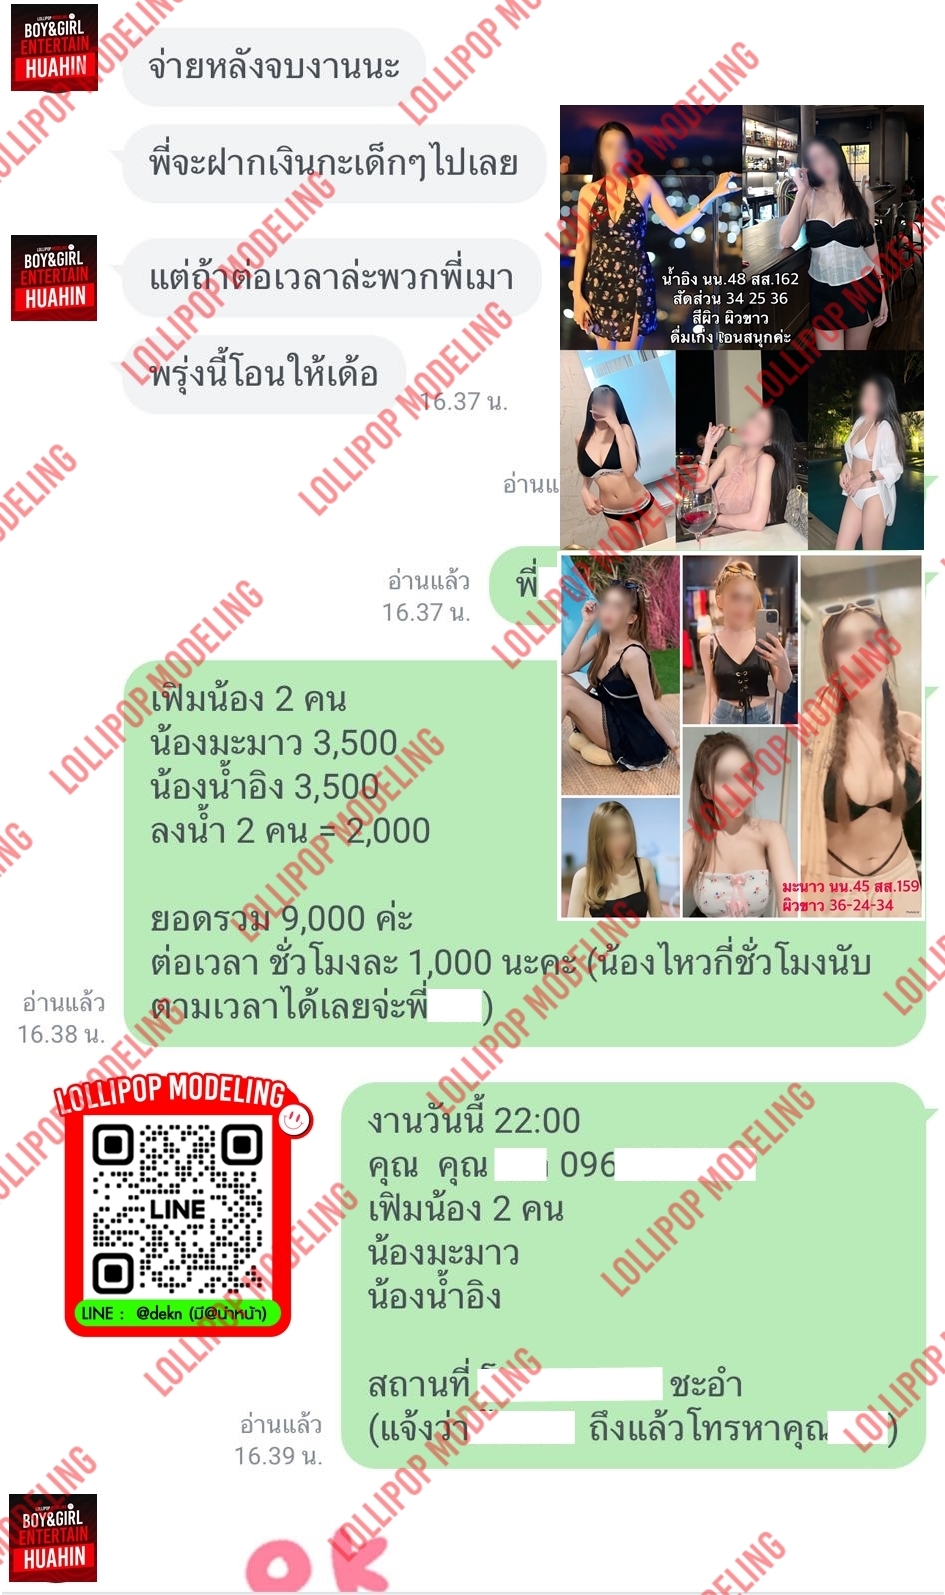 LOLLIPOP MODELING
BOY&GIRL
ENTERTAIN
HUAHIN
จ่ายหลังจบงานนะ
พี่จะฝากเงินกะเด็กๆไปเลย
BOY&GIRL
ENTERTAIN
HUAHIN
แต่ถ้าต่อเวลาล่ะพวกพี่เมา
พรุ่งนี้โอนให้เด้อ
16.37 น.
น้ำอิง นน.48 สส.162
สัดส่วน 34 25 36
สีผิว ผิวขาว
ดื่มเก่ง เอนสนุกค่ะ
อ่านแ
อ่านแล้ว
16.37 น.
พี่
เฟิมน้อง 2 คน
น้องมะมาว 3,500
น้องน้ำอิง 3,500
ลงน้ำ 2 คน = 2,000
ยอดรวม 9,000 ค่ะ
ต่อเวลา ชั่วโมงละ 1,000 นะคะ (น้องไหวกี่ชั่วโมงนับ
ตามเวลาได้เลยจ่ะพี่ )
มะนาว นน.45 สส.159
ผิวขาว 36-24-34
อ่านแล้ว
16.38 น.
LOLLIPOP MODELING
LINE
LINE : @dekn (มี@นำหน้า)
งานวันนี้ 22:00
คุณ คุณ 096
เฟิมน้อง 2 คน
น้องมะมาว
น้องน้ำอิง
สถานที่ ชะอำ
(แจ้งว่า ถึงแล้วโทรหาคุณ )
อ่านแล้ว
16.39 น.
BOY&GIRL
ENTERTAIN
HUAHIN
OK